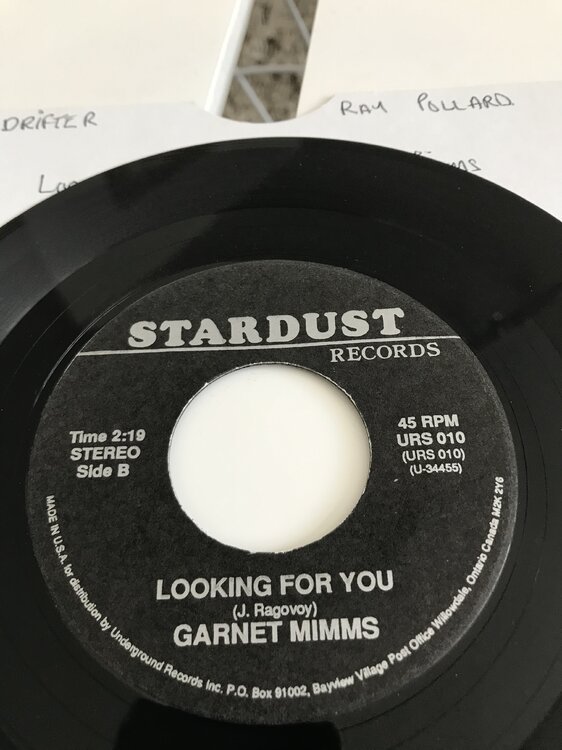 DRIFTER
RAY POLLARD
STARDUST
RECORDS
Time 2:19
STEREO
Side B
45 RPM
URS 010
(URS 010)
(U-34455)
LOOKING FOR YOU
(J. Ragovoy)
GARNET MIMMS
MADE IN U.S.A. for distribution by Underground Records Inc. P.O. Box 91002, Bayview Village Post Office Willowdale, Ontario Canada M2K 2Y6